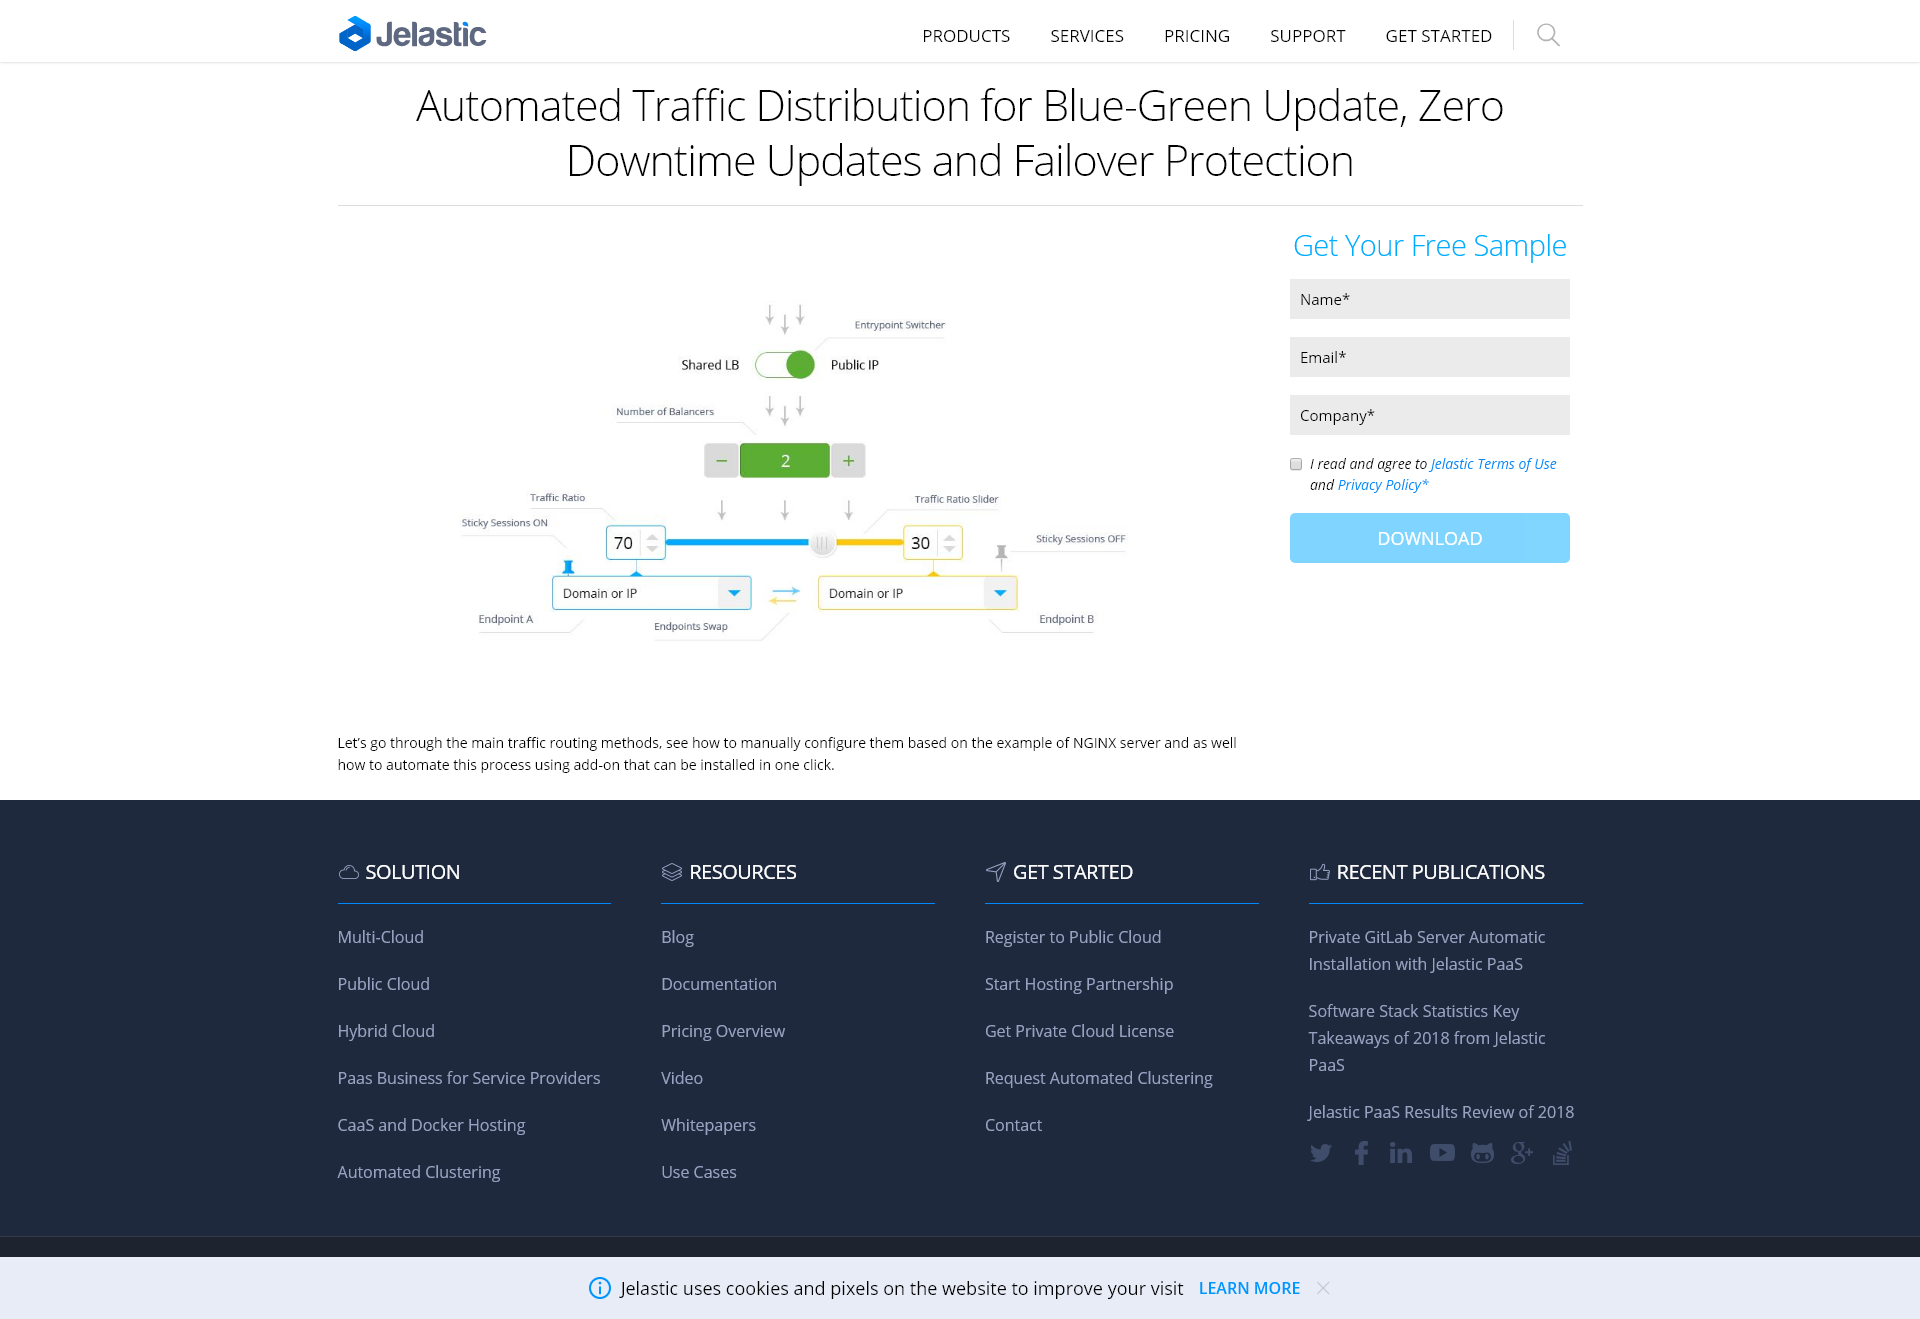 Jelastic
PRODUCTS
SERVICES
PRICING
SUPPORT
GET STARTED
Automated Traffic Distribution for Blue-Green Update, Zero
Downtime Updates and Failover Protection
Entrypoint Switcher
Shared LB
Public IP
Number of Balancers
− 2 +
Traffic Ratio
Traffic Ratio Slider
Sticky Sessions ON
70
30
Sticky Sessions OFF
Domain or IP
Domain or IP
Endpoint A
Endpoints Swap
Endpoint B
Get Your Free Sample
Name*
Email*
Company*
I read and agree to Jelastic Terms of Use
and Privacy Policy*
DOWNLOAD
Let’s go through the main traffic routing methods, see how to manually configure them based on the example of NGINX server and as well
how to automate this process using add-on that can be installed in one click.
SOLUTION
Multi-Cloud
Public Cloud
Hybrid Cloud
Paas Business for Service Providers
CaaS and Docker Hosting
Automated Clustering
RESOURCES
Blog
Documentation
Pricing Overview
Video
Whitepapers
Use Cases
GET STARTED
Register to Public Cloud
Start Hosting Partnership
Get Private Cloud License
Request Automated Clustering
Contact
RECENT PUBLICATIONS
Private GitLab Server Automatic
Installation with Jelastic PaaS
Software Stack Statistics Key
Takeaways of 2018 from Jelastic
PaaS
Jelastic PaaS Results Review of 2018
Jelastic uses cookies and pixels on the website to improve your visit LEARN MORE